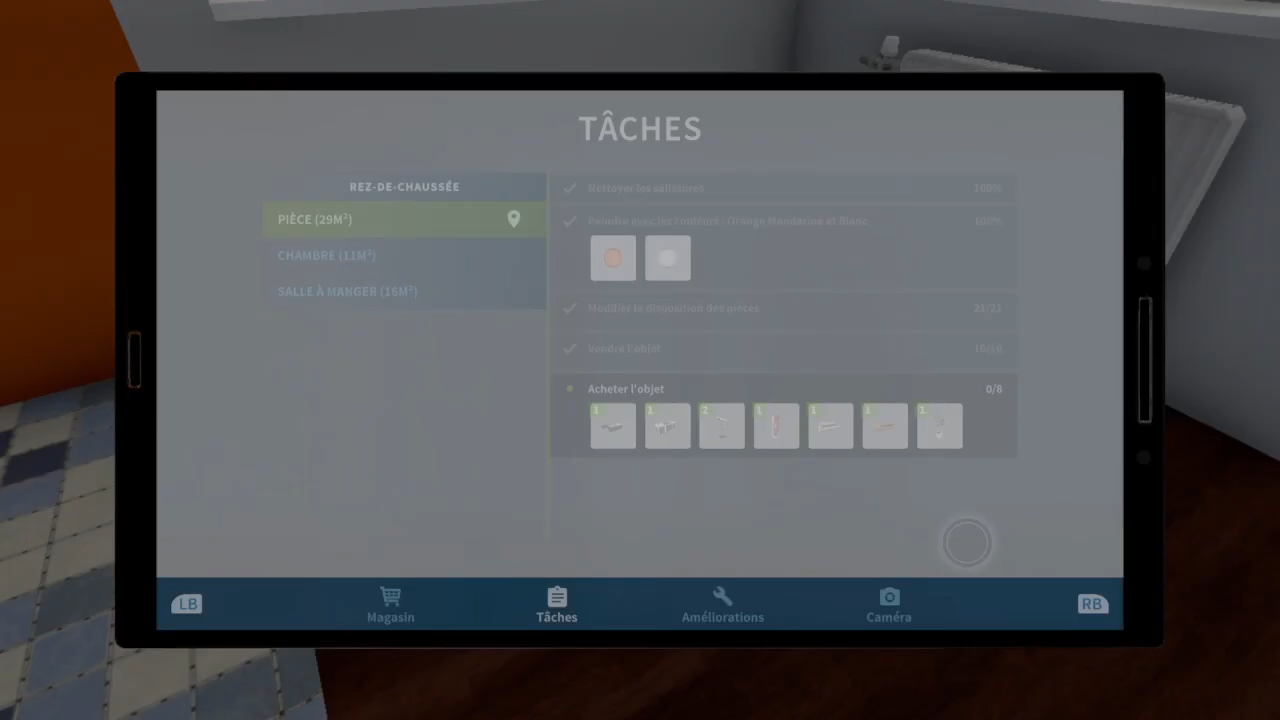 TÂCHES
REZ-DE-CHAUSSÉE
PIÈCE (29M²)
CHAMBRE (11M²)
SALLE À MANGER (16M²)
Nettoyer les salissures 100%
Peindre avec les couleurs : Orange Mandarine et Blanc 100%
Modifier la disposition des pièces 21/21
Vendre l'objet 10/10
Acheter l'objet 0/8
1 1 2 1 1 1 1
LB
Magasin
Tâches
Améliorations
Caméra
RB